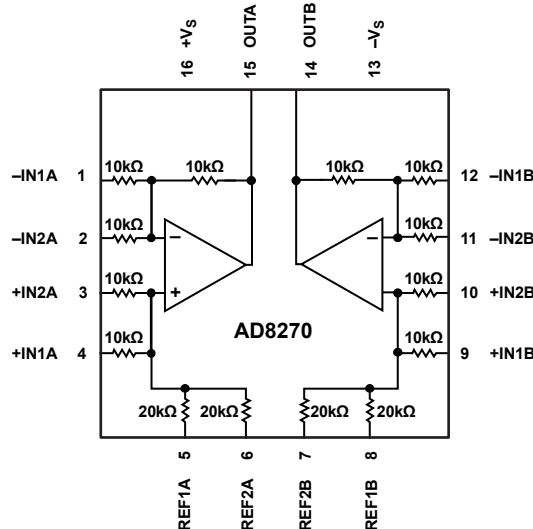 +VS
OUTA
OUTB
–VS
16
15
14
13
–IN1A 1 10kΩ 10kΩ 10kΩ 10kΩ 12 –IN1B
–IN2A 2 10kΩ – – 10kΩ 11 –IN2B
+IN2A 3 10kΩ + 10kΩ 10 +IN2B
AD8270
+IN1A 4 10kΩ 10kΩ 9 +IN1B
20kΩ 20kΩ 20kΩ 20kΩ
5
6
7
8
REF1A
REF2A
REF2B
REF1B